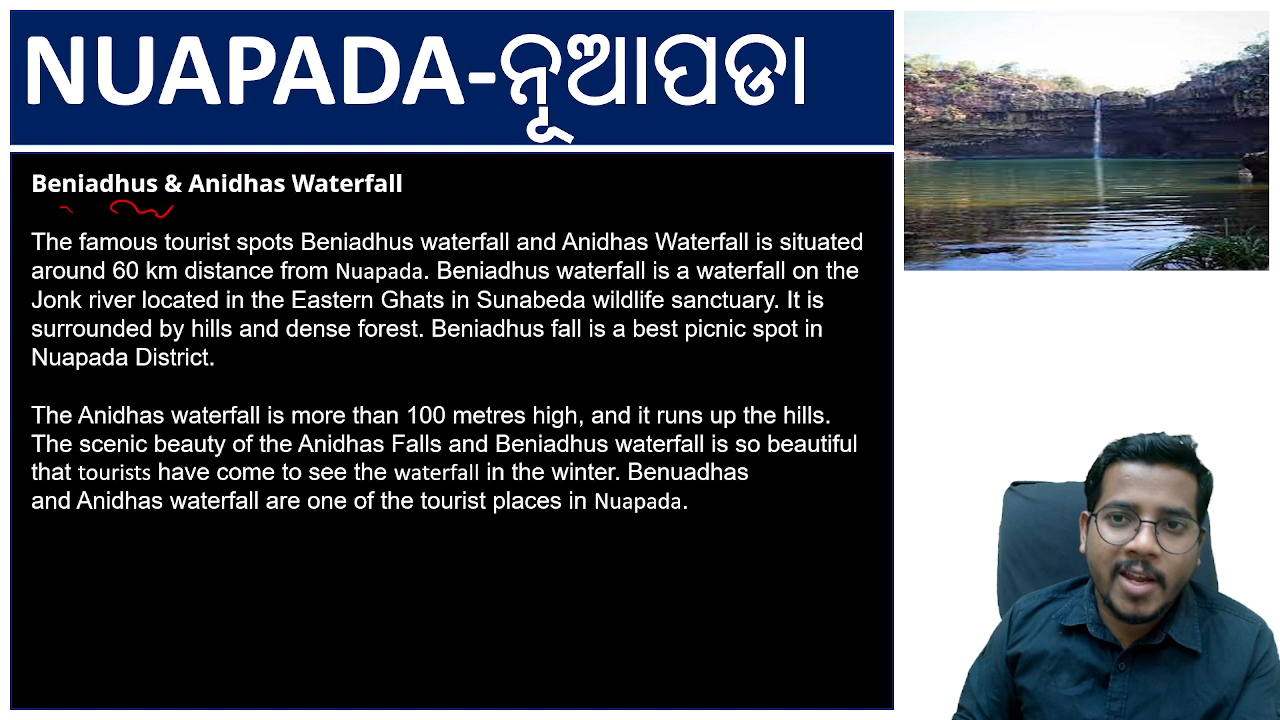 NUAPADA-ନୂଆପଡା
Beniadhus & Anidhas Waterfall
The famous tourist spots Beniadhus waterfall and Anidhas Waterfall is situated
around 60 km distance from Nuapada. Beniadhus waterfall is a waterfall on the
Jonk river located in the Eastern Ghats in Sunabeda wildlife sanctuary. It is
surrounded by hills and dense forest. Beniadhus fall is a best picnic spot in
Nuapada District.
The Anidhas waterfall is more than 100 metres high, and it runs up the hills.
The scenic beauty of the Anidhas Falls and Beniadhus waterfall is so beautiful
that tourists have come to see the waterfall in the winter. Benuadhas
and Anidhas waterfall are one of the tourist places in Nuapada.